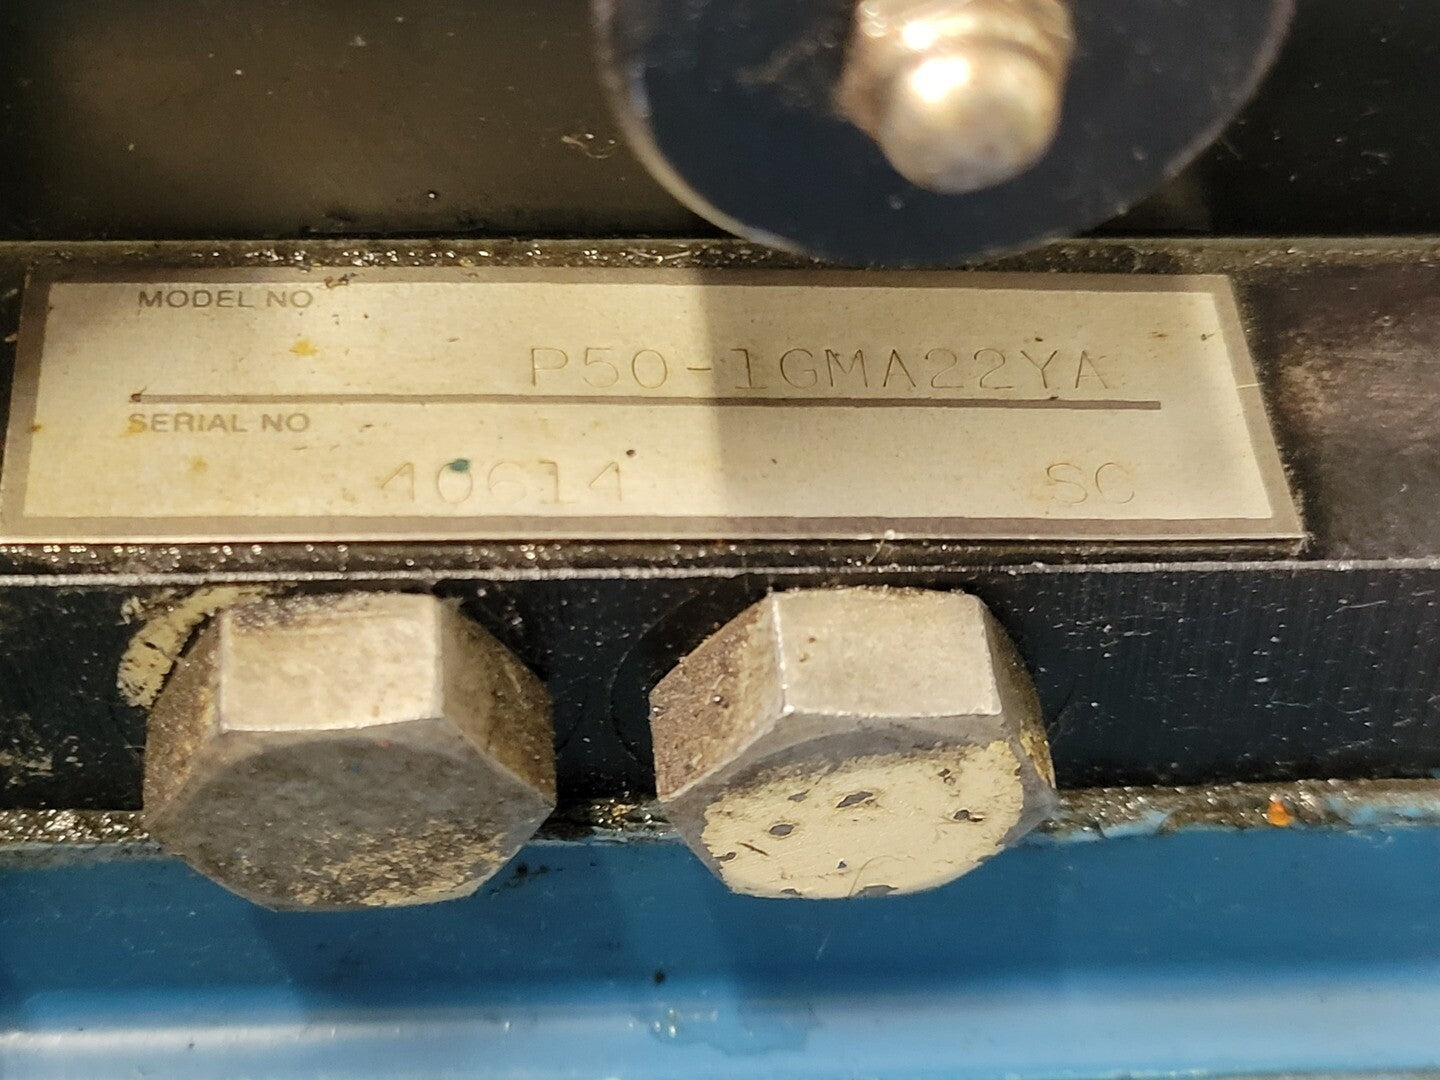 MODEL NO
P50-1GMA22YA
SERIAL NO
40614 SC